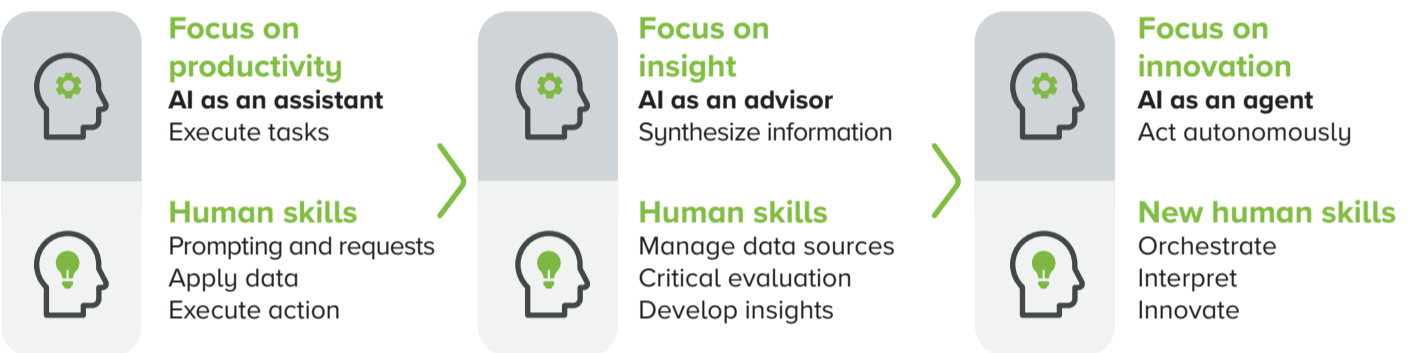 Focus on
productivity
AI as an assistant
Execute tasks
Human skills
Prompting and requests
Apply data
Execute action
Focus on
insight
AI as an advisor
Synthesize information
Human skills
Manage data sources
Critical evaluation
Develop insights
Focus on
innovation
AI as an agent
Act autonomously
New human skills
Orchestrate
Interpret
Innovate